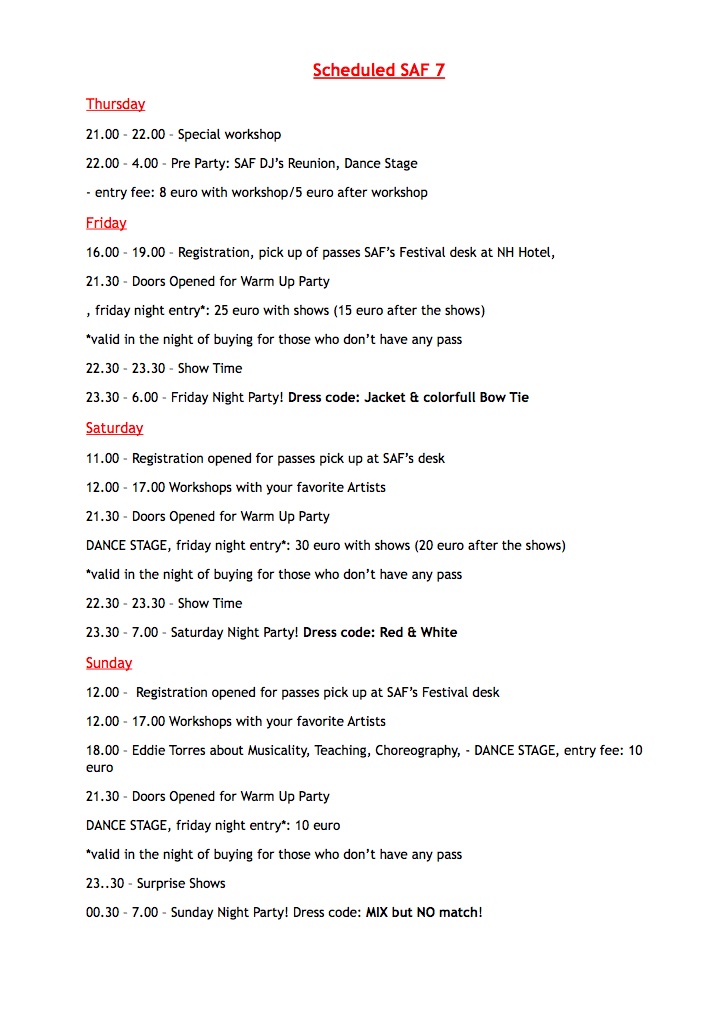 Scheduled SAF 7
Thursday
21.00 – 22.00 – Special workshop
22.00 – 4.00 – Pre Party: SAF DJ's Reunion, Dance Stage
- entry fee: 8 euro with workshop/5 euro after workshop
Friday
16.00 – 19.00 – Registration, pick up of passes SAF's Festival desk at NH Hotel,
21.30 – Doors Opened for Warm Up Party
, friday night entry*: 25 euro with shows (15 euro after the shows)
*valid in the night of buying for those who don't have any pass
22.30 – 23.30 – Show Time
23.30 – 6.00 – Friday Night Party! Dress code: Jacket & colorfull Bow Tie
Saturday
11.00 – Registration opened for passes pick up at SAF's desk
12.00 – 17.00 Workshops with your favorite Artists
21.30 – Doors Opened for Warm Up Party
DANCE STAGE, friday night entry*: 30 euro with shows (20 euro after the shows)
*valid in the night of buying for those who don't have any pass
22.30 – 23.30 – Show Time
23.30 – 7.00 – Saturday Night Party! Dress code: Red & White
Sunday
12.00 –  Registration opened for passes pick up at SAF's Festival desk
12.00 – 17.00 Workshops with your favorite Artists
18.00 – Eddie Torres about Musicality, Teaching, Choreography, - DANCE STAGE, entry fee: 10
euro
21.30 – Doors Opened for Warm Up Party
DANCE STAGE, friday night entry*: 10 euro
*valid in the night of buying for those who don't have any pass
23..30 – Surprise Shows
00.30 – 7.00 – Sunday Night Party! Dress code: MIX but NO match!